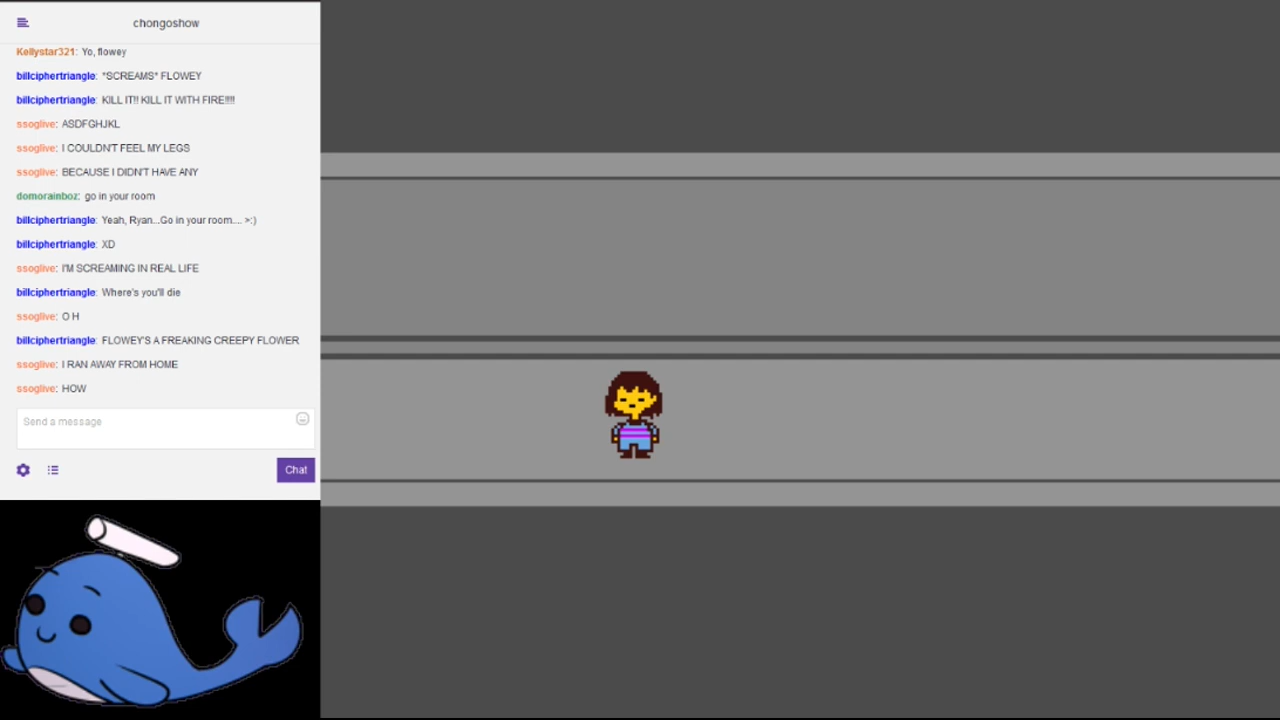 chongoshow
Kellystar321: Yo, flowey
billciphertriangle: *SCREAMS* FLOWEY
billciphertriangle: KILL IT!! KILL IT WITH FIRE!!!!
ssoglive: ASDFGHJKL
ssoglive: I COULDN'T FEEL MY LEGS
ssoglive: BECAUSE I DIDN'T HAVE ANY
domorainboz: go in your room
billciphertriangle: Yeah, Ryan...Go in your room.... >:)
billciphertriangle: XD
ssoglive: I'M SCREAMING IN REAL LIFE
billciphertriangle: Where's you'll die
ssoglive: O H
billciphertriangle: FLOWEY'S A FREAKING CREEPY FLOWER
ssoglive: I RAN AWAY FROM HOME
ssoglive: HOW
Send a message
Chat